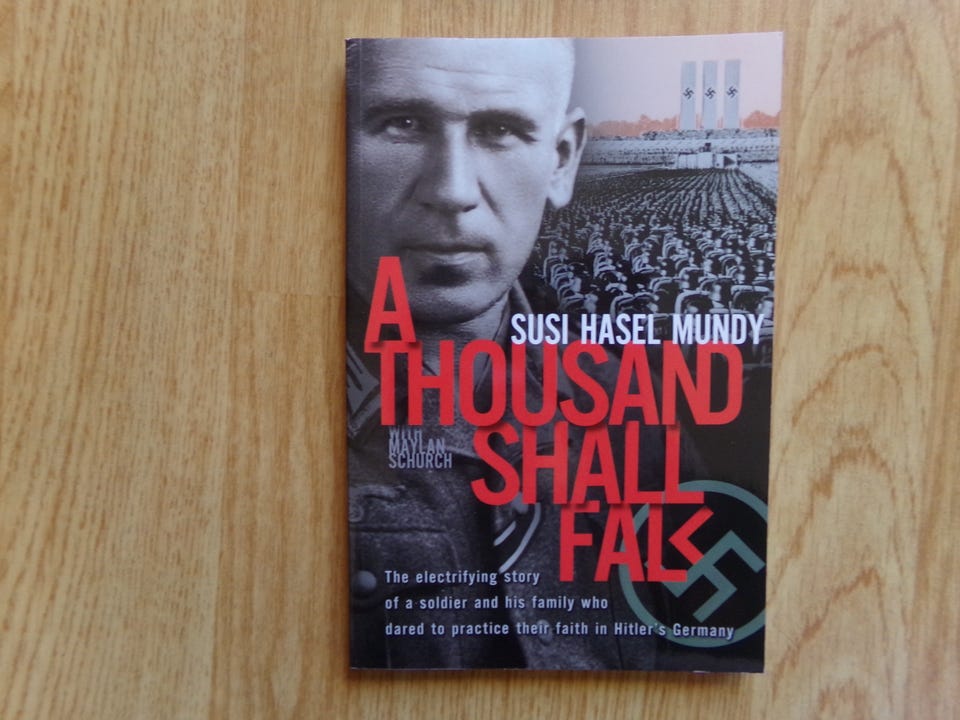 SUSI HASEL MUNDY
A
THOUSAND
SHALL
FALL
WITH
MAYLAN
SCHURCH
The electrifying story
of a soldier and his family who
dared to practice their faith in Hitler's Germany